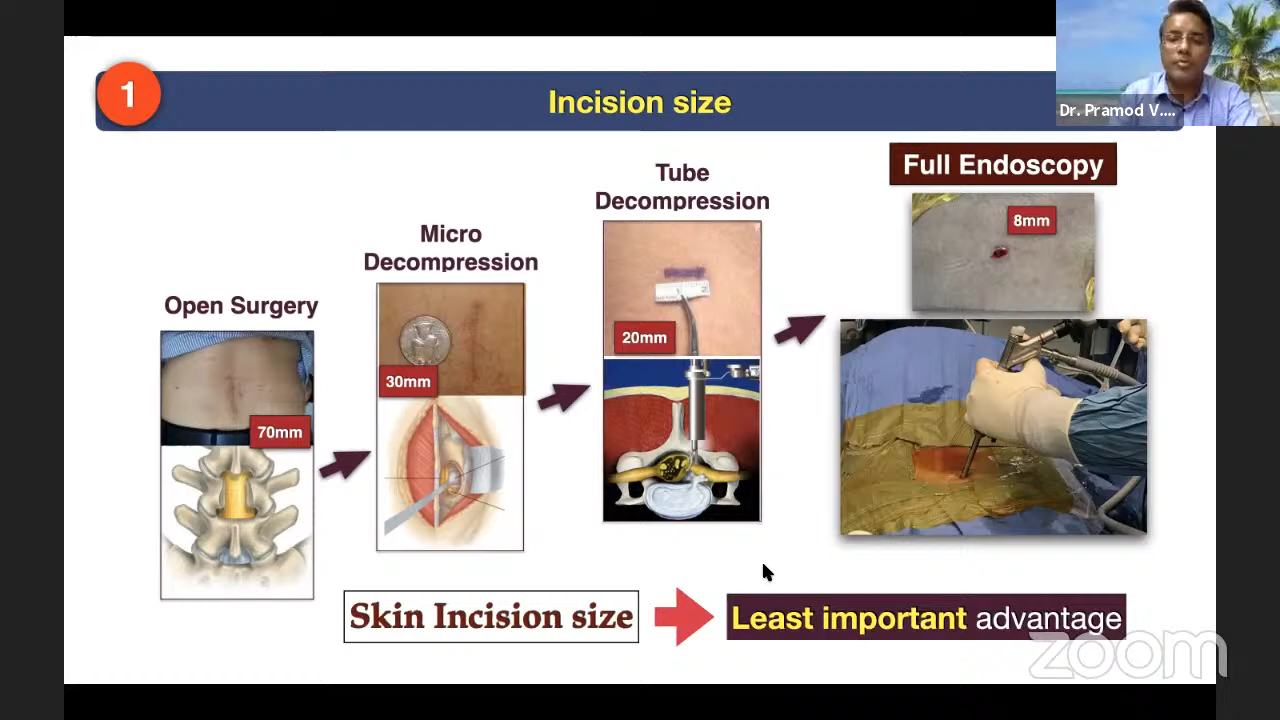 1
Incision size
Dr. Pramod V....
Full Endoscopy
8mm
Tube
Decompression
20mm
Micro
Decompression
30mm
Open Surgery
70mm
Skin Incision size
Least important advantage
zoom